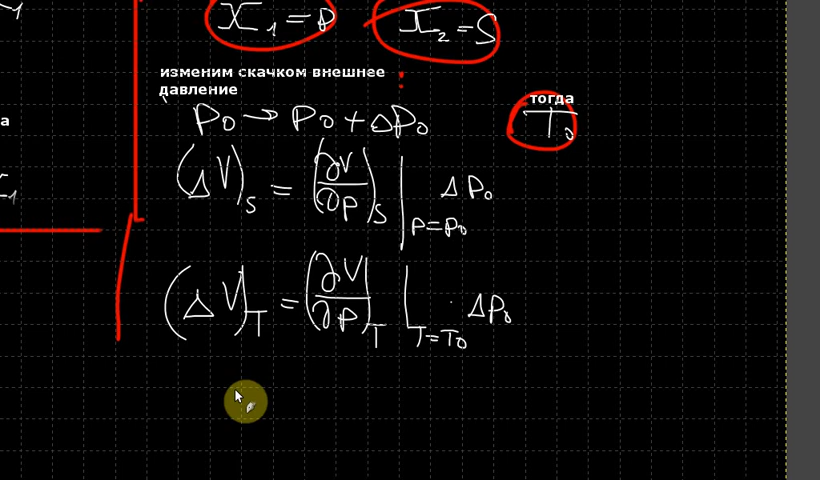 X₁ = P X₂ = S
изменим скачком внешнее :
давление
тогда
P₀ → P₀ + ΔP₀ T₀
(ΔV)_S = (∂V/∂P)_S |_{P=P₀} ΔP₀
(ΔV)_T = (∂V/∂P)_T |_{T=T₀} · ΔP₀